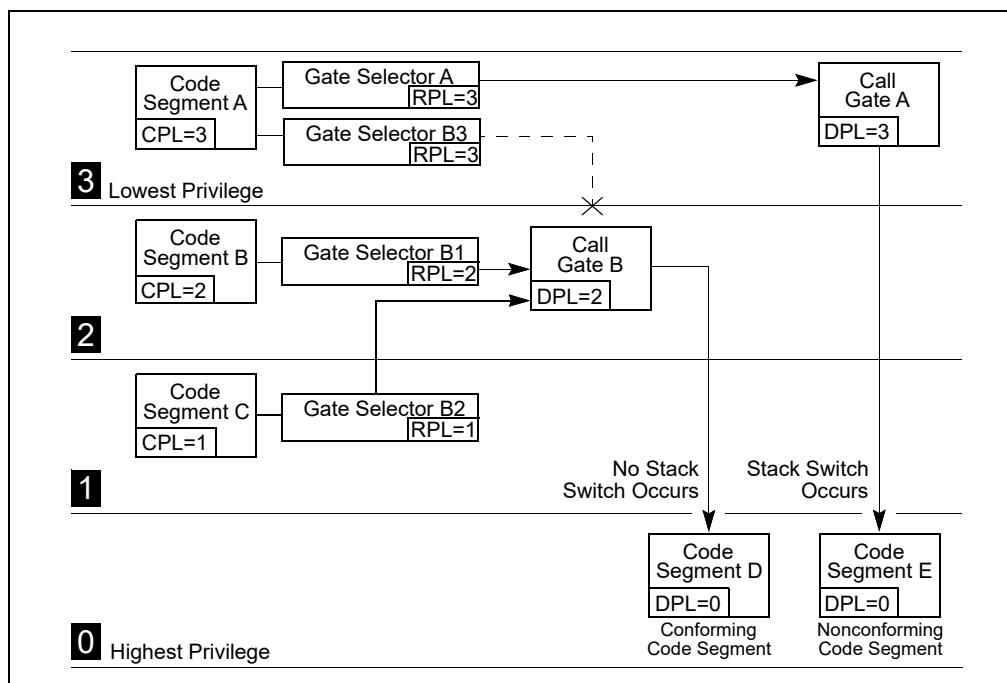 Code
Segment A
CPL=3
Gate Selector A
RPL=3
Gate Selector B3
RPL=3
Call
Gate A
DPL=3
3 Lowest Privilege
Code
Segment B
CPL=2
Gate Selector B1
RPL=2
Call
Gate B
DPL=2
2
Code
Segment C
CPL=1
Gate Selector B2
RPL=1
1
No Stack
Switch Occurs
Stack Switch
Occurs
Code
Segment D
DPL=0
Conforming
Code Segment
Code
Segment E
DPL=0
Nonconforming
Code Segment
0 Highest Privilege